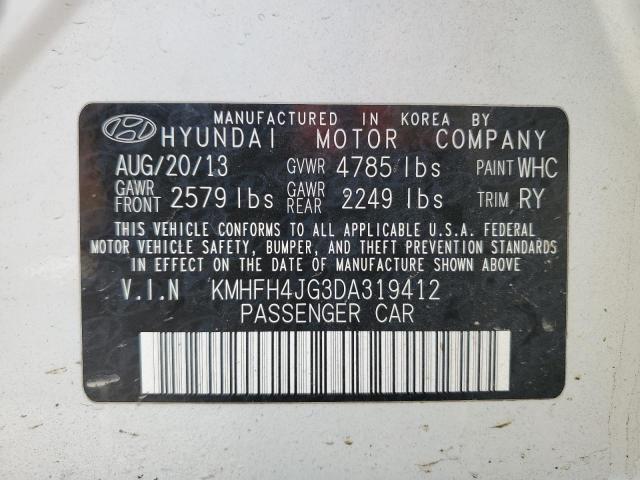 MANUFACTURED IN KOREA BY
HYUNDAI MOTOR COMPANY
AUG/20/13 GVWR 4785 lbs PAINT WHC
GAWR FRONT 2579 lbs GAWR REAR 2249 lbs TRIM RY
THIS VEHICLE CONFORMS TO ALL APPLICABLE U.S.A. FEDERAL
MOTOR VEHICLE SAFETY, BUMPER, AND THEFT PREVENTION STANDARDS
IN EFFECT ON THE DATE OF MANUFACTURE SHOWN ABOVE.
V.I.N KMHFH4JG3DA319412
PASSENGER CAR